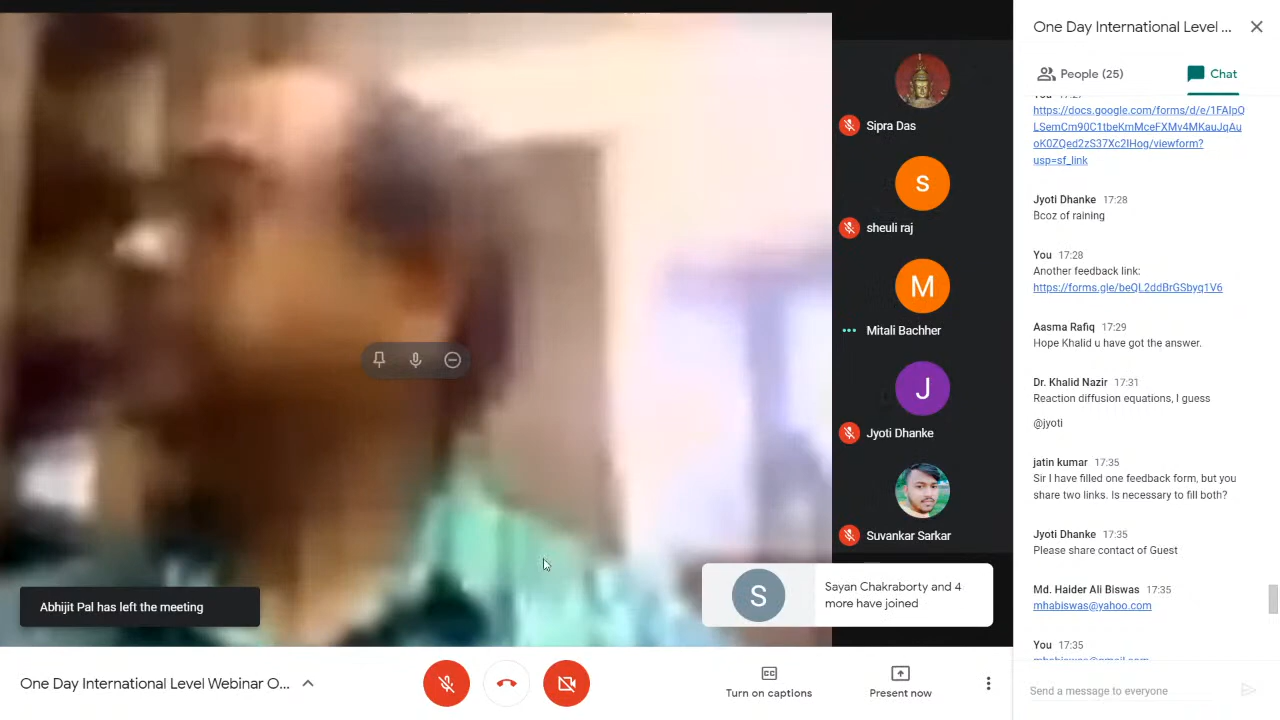 One Day International Level ...
People (25)
Chat
https://docs.google.com/forms/d/e/1FAIpQ
LSemCm90C1tbeKmMceFXMv4MKauJqAu
oK0ZQed2zS37Xc2IHog/viewform?
usp=sf_link
Jyoti Dhanke 17:28
Bcoz of raining
You 17:28
Another feedback link:
https://forms.gle/beQL2ddBrGSbyq1V6
Aasma Rafiq 17:29
Hope Khalid u have got the answer.
Dr. Khalid Nazir 17:31
Reaction diffusion equations, I guess
@jyoti
jatin kumar 17:35
Sir I have filled one feedback form, but you
share two links. Is necessary to fill both?
Jyoti Dhanke 17:35
Please share contact of Guest
Md. Haider Ali Biswas 17:35
mhabiswas@yahoo.com
You 17:35
Send a message to everyone
Sipra Das
s
sheuli raj
M
Mitali Bachher
J
Jyoti Dhanke
Suvankar Sarkar
S
Sayan Chakraborty and 4
more have joined
Abhijit Pal has left the meeting
One Day International Level Webinar O...
CC
Turn on captions
Present now